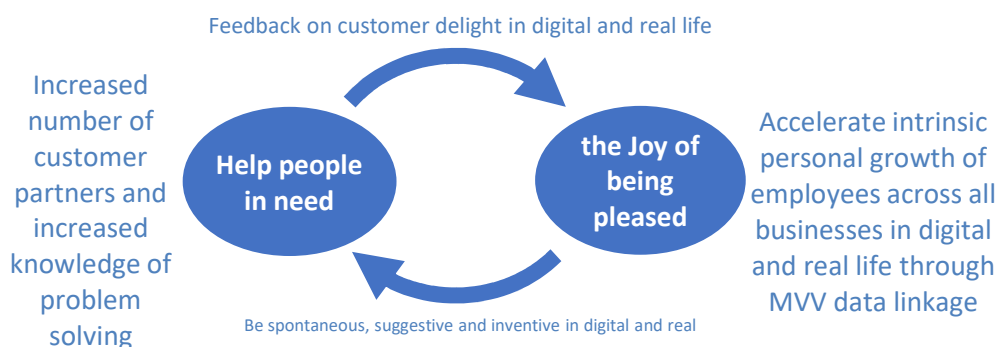 Feedback on customer delight in digital and real life
Increased
number of
customer
partners and
increased
knowledge of
problem
solving
Help people
in need
the Joy of
being
pleased
Accelerate intrinsic
personal growth of
employees across all
businesses in digital
and real life through
MVV data linkage
Be spontaneous, suggestive and inventive in digital and real